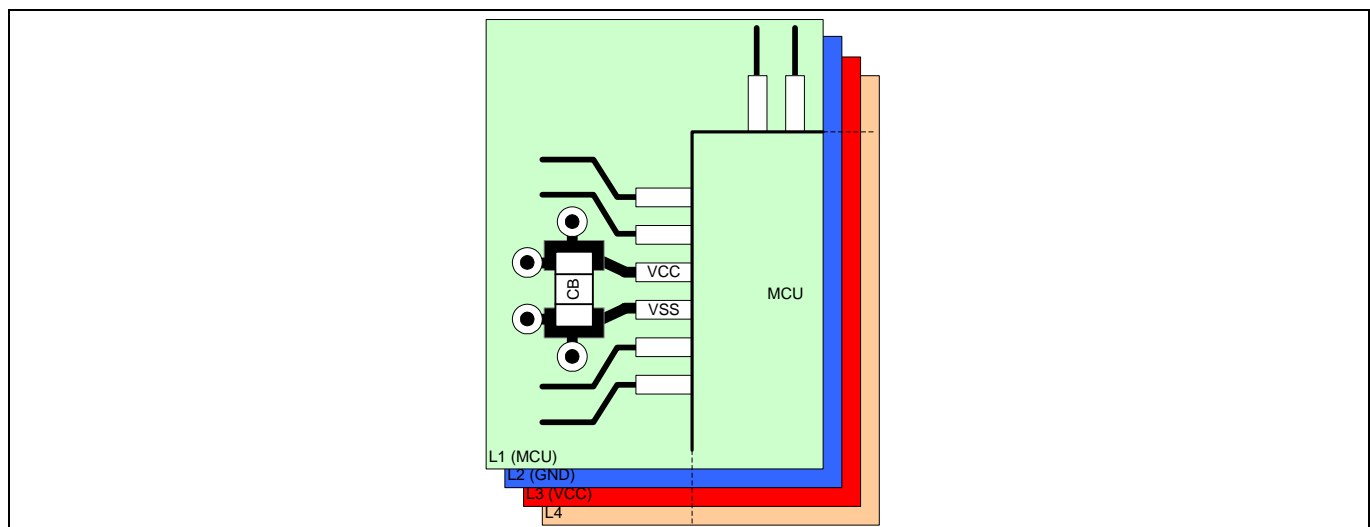 VCC
CB
MCU
VSS
L1 (MCU)
L2 (GND)
L3 (VCC)
L4